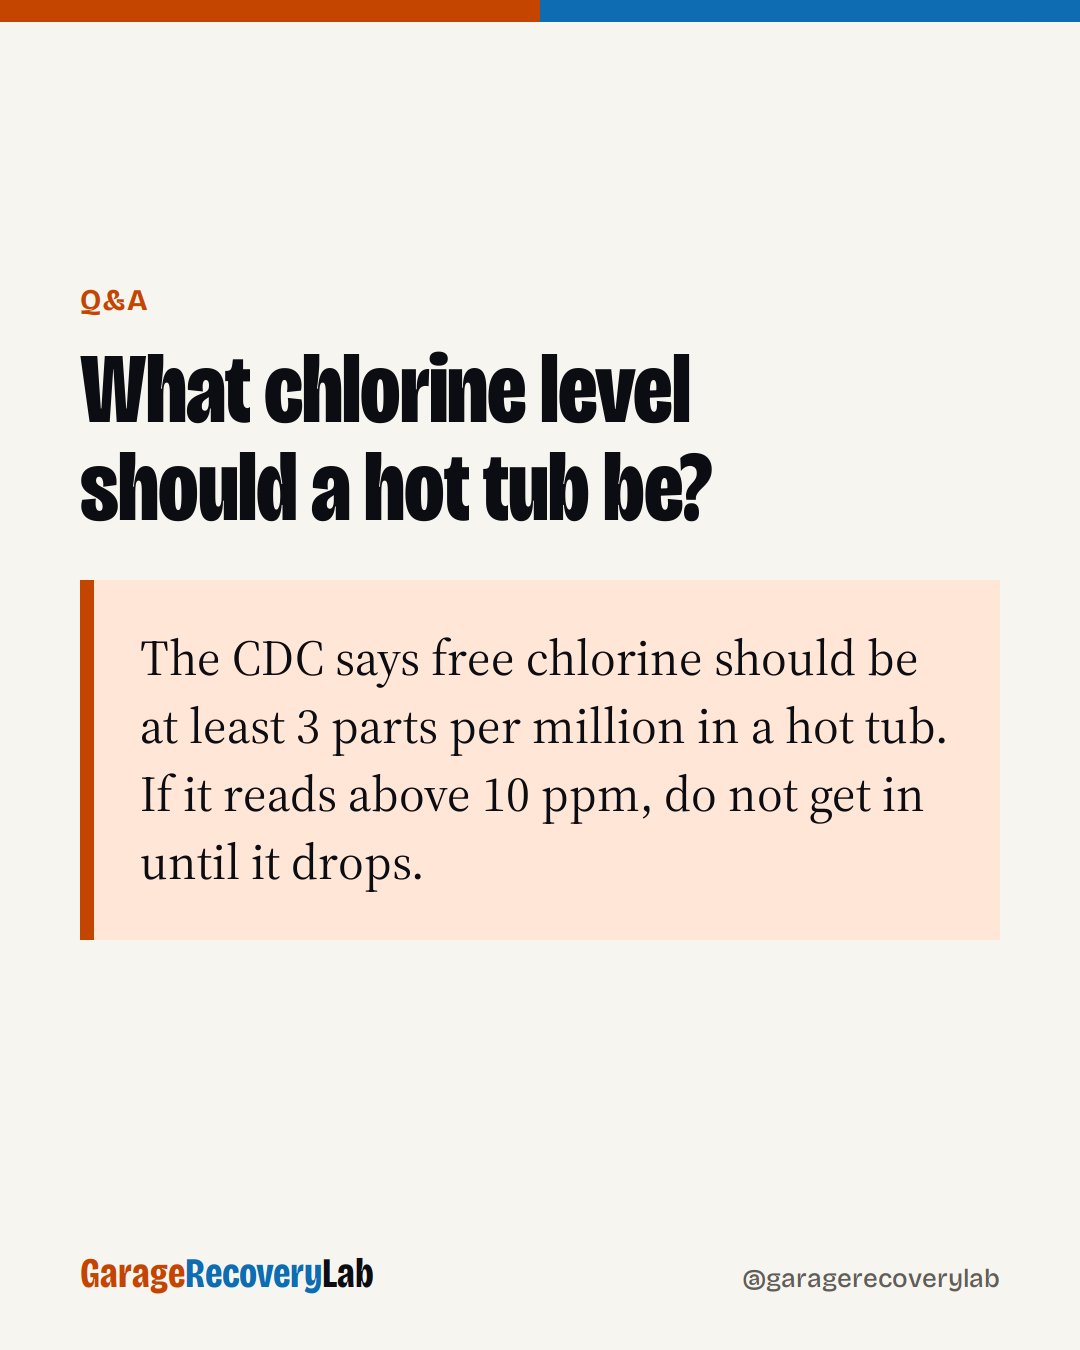 Q&A
What chlorine level
should a hot tub be?
The CDC says free chlorine should be
at least 3 parts per million in a hot tub.
If it reads above 10 ppm, do not get in
until it drops.
GarageRecoveryLab
@garagerecoverylab